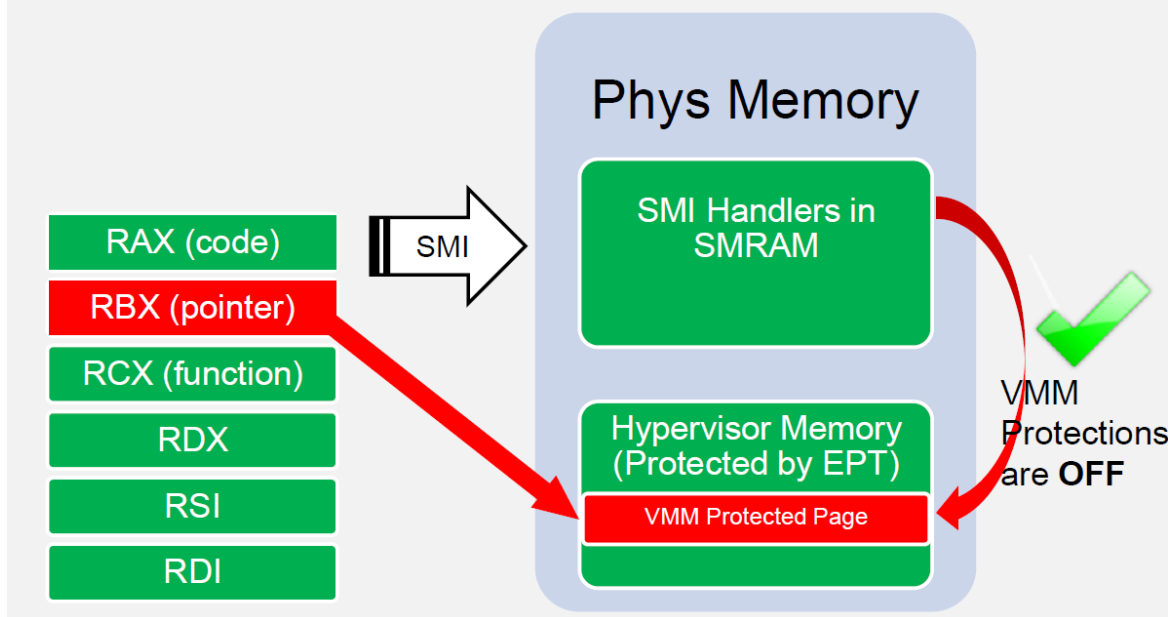 Phys Memory
RAX (code)
RBX (pointer)
RCX (function)
RDX
RSI
RDI
SMI
SMI Handlers in
SMRAM
Hypervisor Memory
(Protected by EPT)
VMM Protected Page
VMM
Protections
are OFF